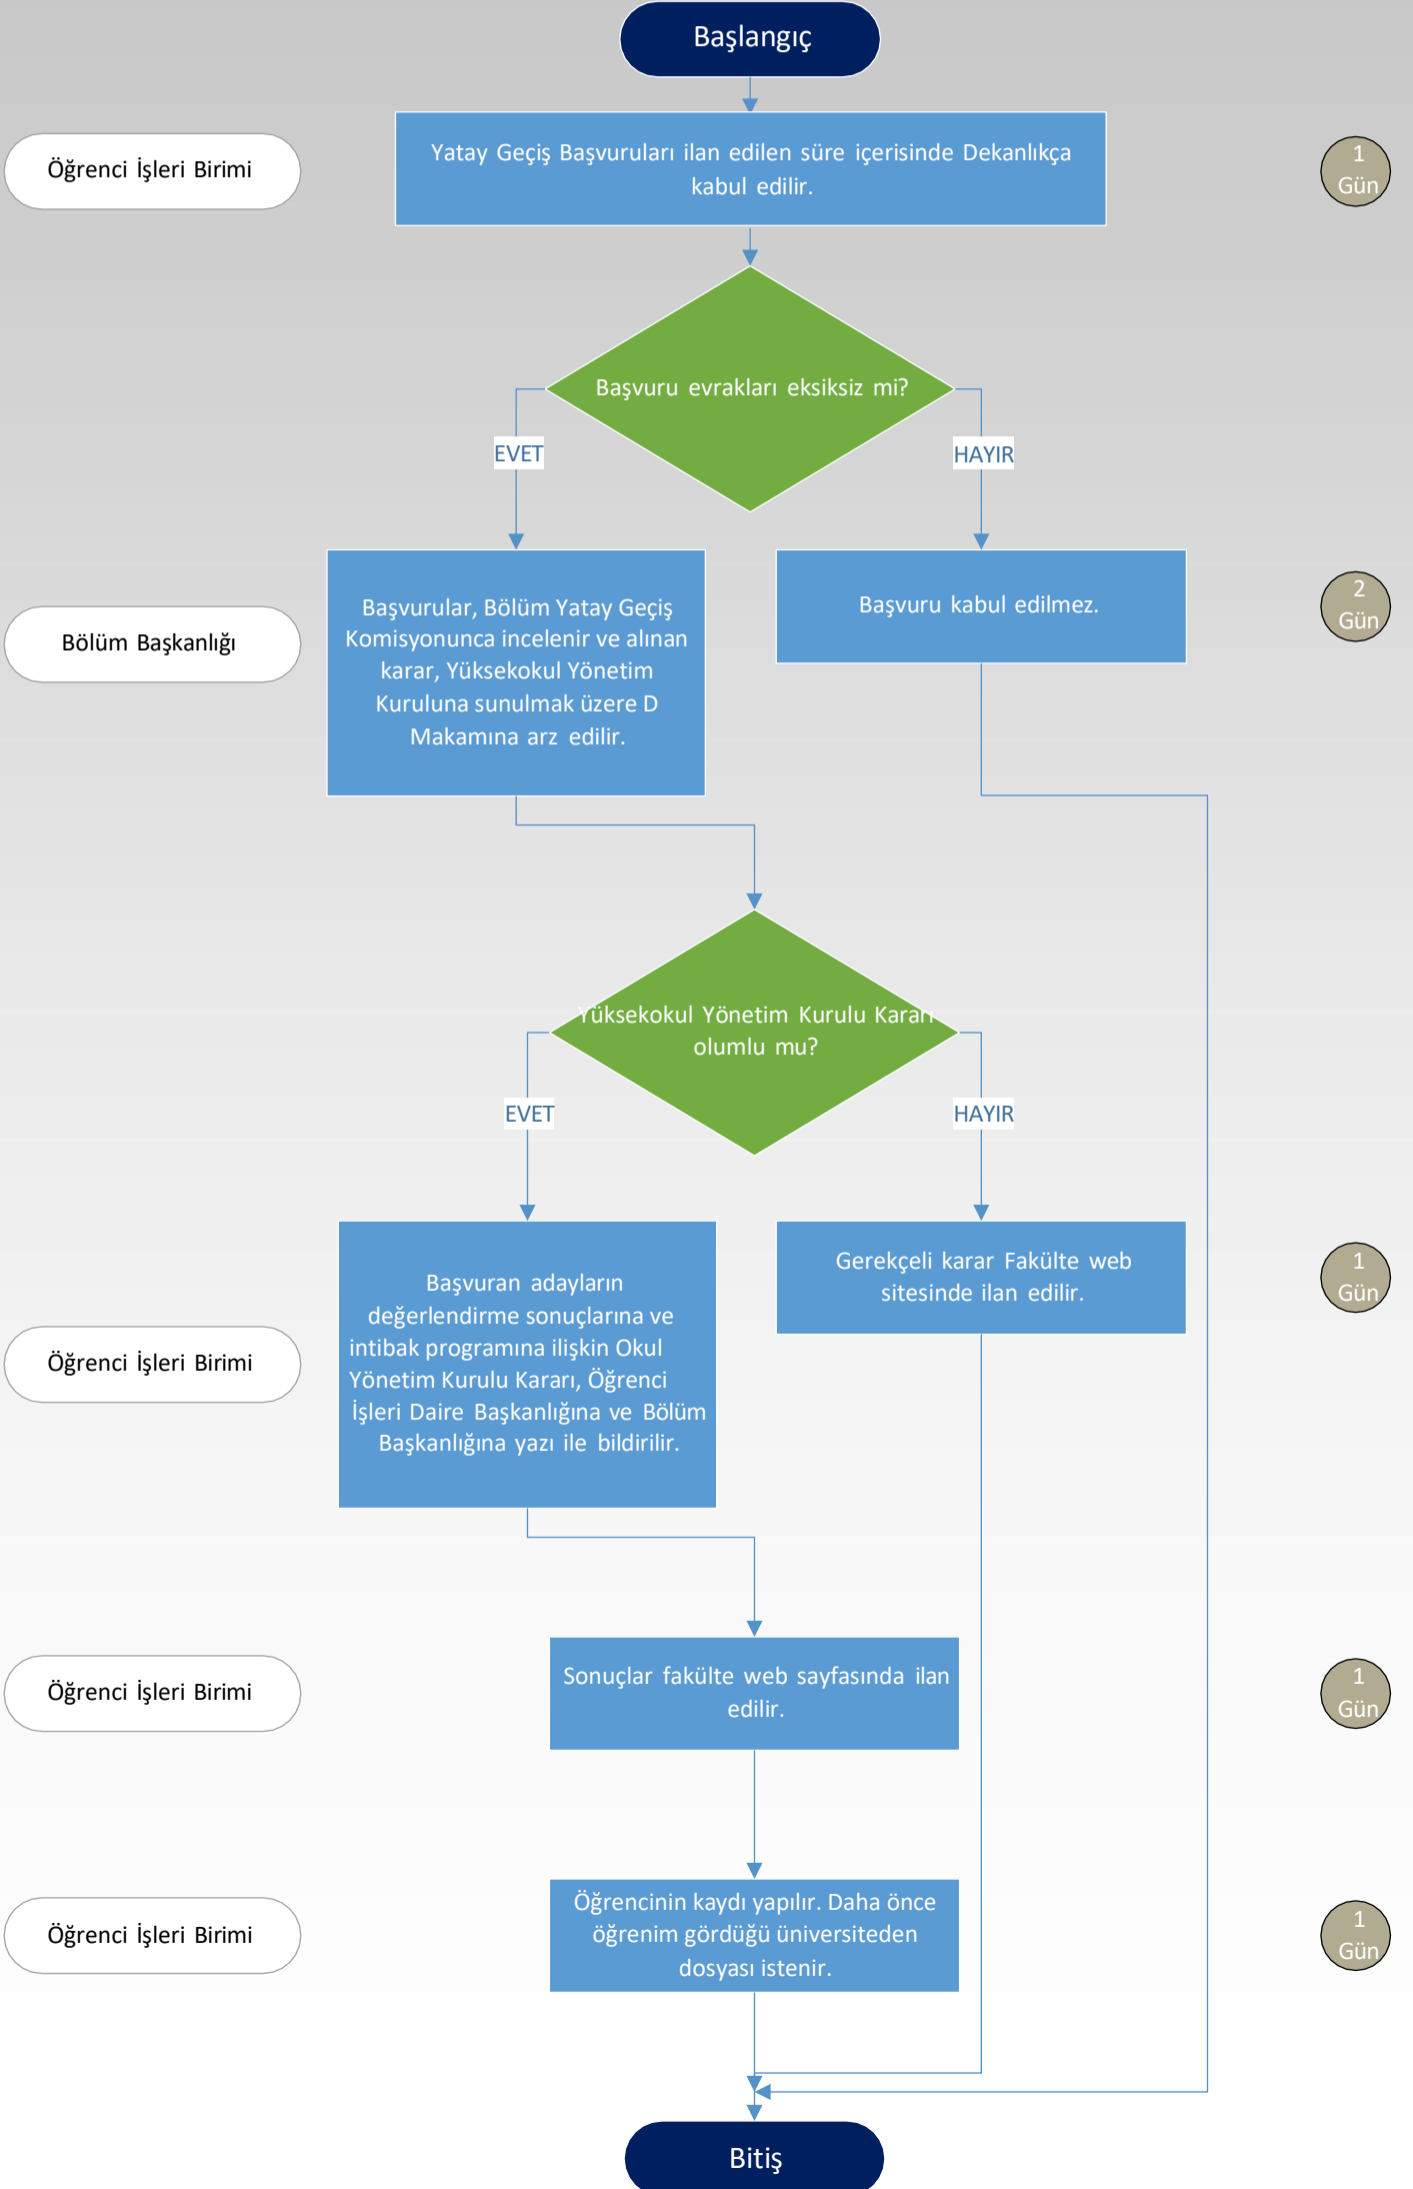 Başlangıç
Öğrenci İşleri Birimi
Yatay Geçiş Başvuruları ilan edilen süre içerisinde Dekanlıkça
kabul edilir.
1
Gün
Başvuru evrakları eksiksiz mi?
EVET
HAYIR
Bölüm Başkanlığı
Başvurular, Bölüm Yatay Geçiş
Komisyonunca incelenir ve alınan
karar, Yüksekokul Yönetim
Kuruluna sunulmak üzere D
Makamına arz edilir.
Başvuru kabul edilmez.
2
Gün
Yüksekokul Yönetim Kurulu Kararı
olumlu mu?
EVET
HAYIR
Öğrenci İşleri Birimi
Başvuran adayların
değerlendirme sonuçlarına ve
intibak programına ilişkin Okul
Yönetim Kurulu Kararı, Öğrenci
İşleri Daire Başkanlığına ve Bölüm
Başkanlığına yazı ile bildirilir.
Gerekçeli karar Fakülte web
sitesinde ilan edilir.
1
Gün
Öğrenci İşleri Birimi
Sonuçlar fakülte web sayfasında ilan
edilir.
1
Gün
Öğrenci İşleri Birimi
Öğrencinin kaydı yapılır. Daha önce
öğrenim gördüğü üniversiteden
dosyası istenir.
1
Gün
Bitiş